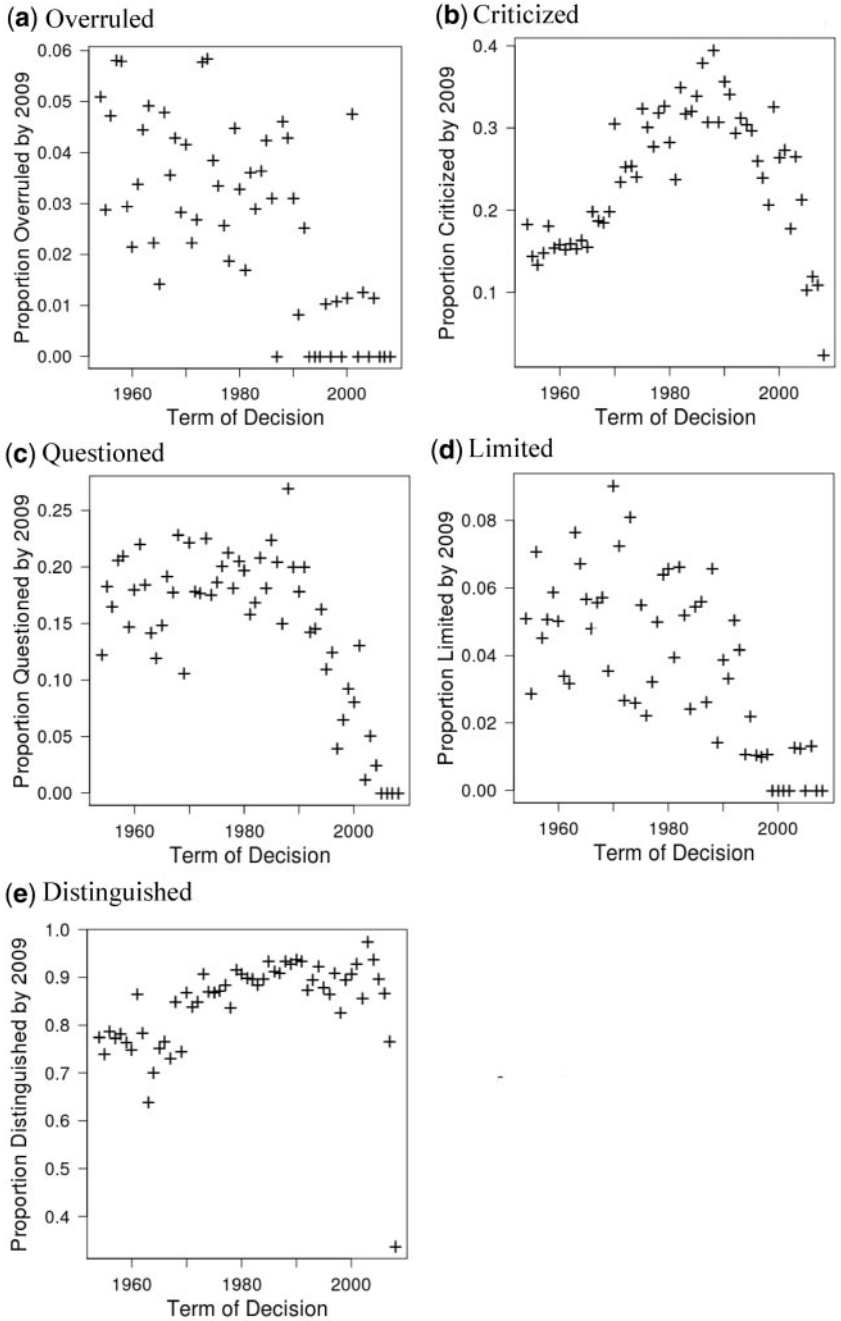 (a) Overruled
Proportion Overruled by 2009
0.06
0.05
0.04
0.03
0.02
0.01
0.00
1960 1980 2000
Term of Decision
(b) Criticized
Proportion Criticized by 2009
0.4
0.3
0.2
0.1
1960 1980 2000
Term of Decision
(c) Questioned
Proportion Questioned by 2009
0.25
0.20
0.15
0.10
0.05
0.00
1960 1980 2000
Term of Decision
(d) Limited
Proportion Limited by 2009
0.08
0.06
0.04
0.02
0.00
1960 1980 2000
Term of Decision
(e) Distinguished
Proportion Distinguished by 2009
1.0
0.9
0.8
0.7
0.6
0.5
0.4
1960 1980 2000
Term of Decision